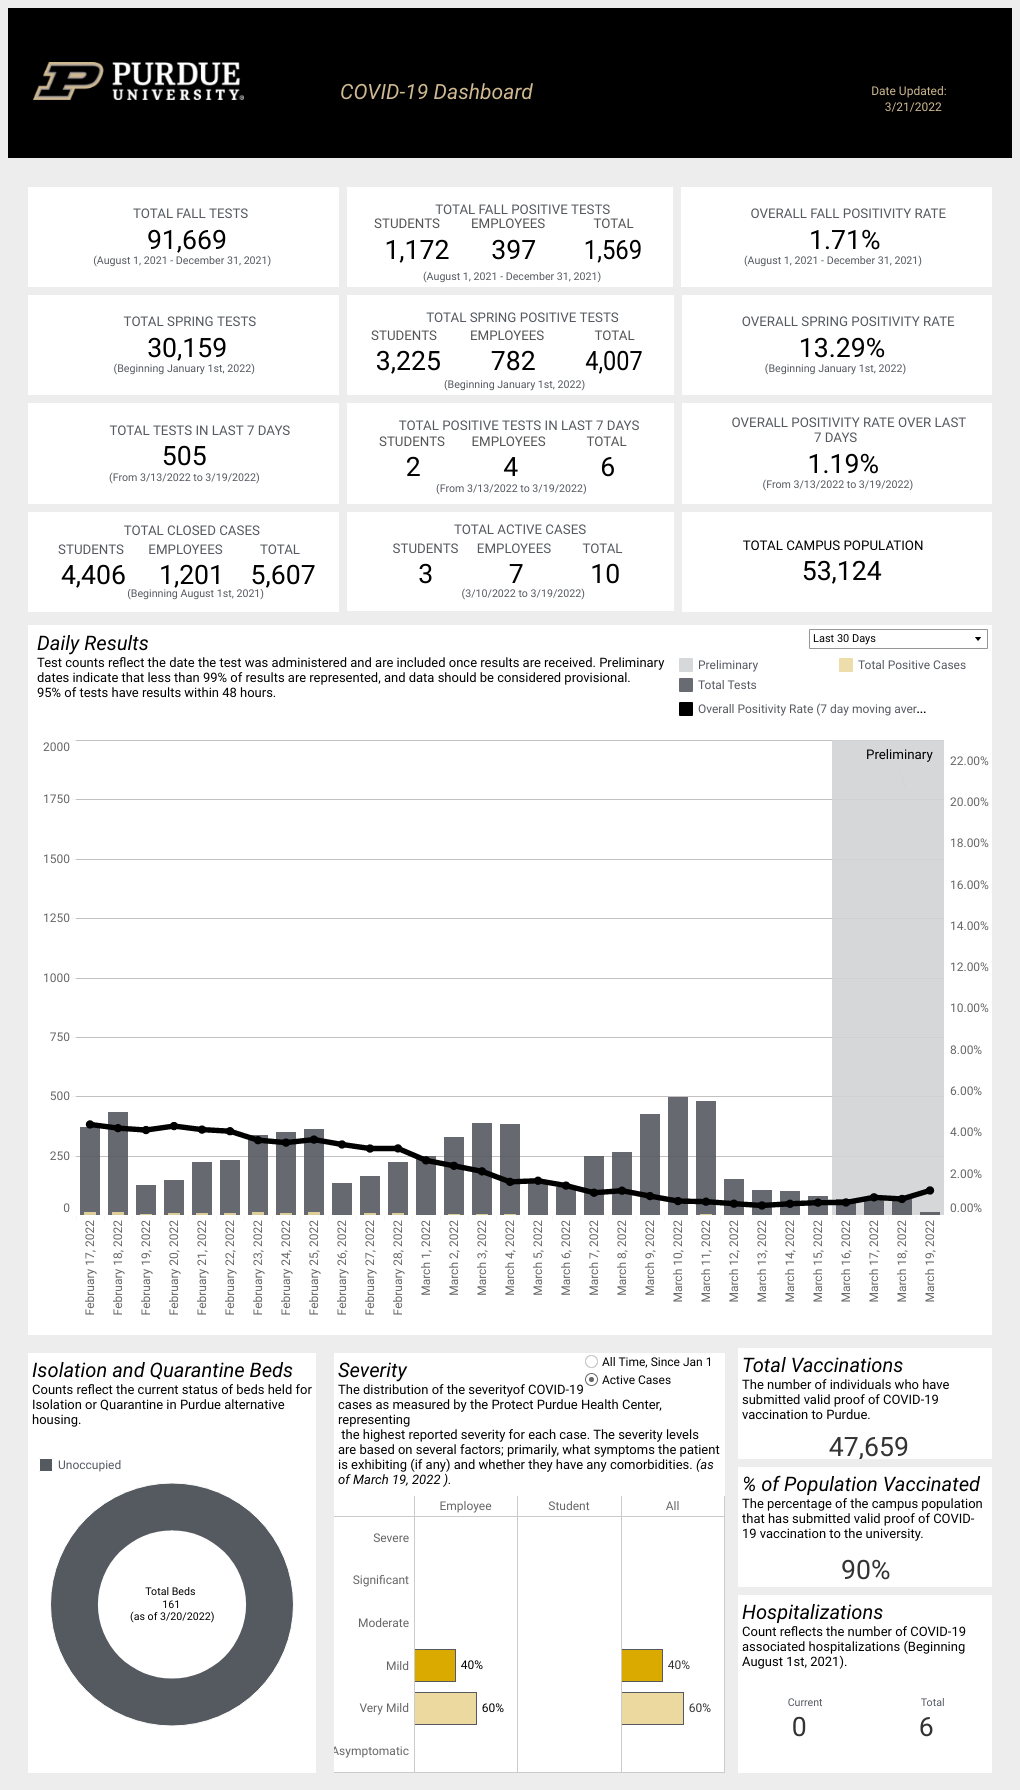 PURDUE
UNIVERSITY®
COVID-19 Dashboard
Date Updated:
3/21/2022
TOTAL FALL TESTS
91,669
(August 1, 2021 - December 31, 2021)
TOTAL FALL POSITIVE TESTS
STUDENTS EMPLOYEES TOTAL
1,172 397 1,569
(August 1, 2021 - December 31, 2021)
OVERALL FALL POSITIVITY RATE
1.71%
(August 1, 2021 - December 31, 2021)
TOTAL SPRING TESTS
30,159
(Beginning January 1st, 2022)
TOTAL SPRING POSITIVE TESTS
STUDENTS EMPLOYEES TOTAL
3,225 782 4,007
(Beginning January 1st, 2022)
OVERALL SPRING POSITIVITY RATE
13.29%
(Beginning January 1st, 2022)
TOTAL TESTS IN LAST 7 DAYS
505
(From 3/13/2022 to 3/19/2022)
TOTAL POSITIVE TESTS IN LAST 7 DAYS
STUDENTS EMPLOYEES TOTAL
2 4 6
(From 3/13/2022 to 3/19/2022)
OVERALL POSITIVITY RATE OVER LAST
7 DAYS
1.19%
(From 3/13/2022 to 3/19/2022)
TOTAL CLOSED CASES
STUDENTS EMPLOYEES TOTAL
4,406 1,201 5,607
(Beginning August 1st, 2021)
TOTAL ACTIVE CASES
STUDENTS EMPLOYEES TOTAL
3 7 10
(3/10/2022 to 3/19/2022)
TOTAL CAMPUS POPULATION
53,124
Daily Results
Test counts reflect the date the test was administered and are included once results are received. Preliminary
dates indicate that less than 99% of results are represented, and data should be considered provisional.
95% of tests have results within 48 hours.
Last 30 Days
Preliminary
Total Positive Cases
Total Tests
Overall Positivity Rate (7 day moving aver...
2000
1750
1500
1250
1000
750
500
250
0
Preliminary
22.00%
20.00%
18.00%
16.00%
14.00%
12.00%
10.00%
8.00%
6.00%
4.00%
2.00%
0.00%
February 17, 2022
February 18, 2022
February 19, 2022
February 20, 2022
February 21, 2022
February 22, 2022
February 23, 2022
February 24, 2022
February 25, 2022
February 26, 2022
February 27, 2022
February 28, 2022
March 1, 2022
March 2, 2022
March 3, 2022
March 4, 2022
March 5, 2022
March 6, 2022
March 7, 2022
March 8, 2022
March 9, 2022
March 10, 2022
March 11, 2022
March 12, 2022
March 13, 2022
March 14, 2022
March 15, 2022
March 16, 2022
March 17, 2022
March 18, 2022
March 19, 2022
Isolation and Quarantine Beds
Counts reflect the current status of beds held for
Isolation or Quarantine in Purdue alternative
housing.
Unoccupied
Total Beds
161
(as of 3/20/2022)
Severity
All Time, Since Jan 1
Active Cases
The distribution of the severityof COVID-19
cases as measured by the Protect Purdue Health Center,
representing
the highest reported severity for each case. The severity levels
are based on several factors; primarily, what symptoms the patient
is exhibiting (if any) and whether they have any comorbidities. (as
of March 19, 2022 ).
Employee Student All
Severe
Significant
Moderate
Mild 40% 40%
Very Mild 60% 60%
Asymptomatic
Total Vaccinations
The number of individuals who have
submitted valid proof of COVID-19
vaccination to Purdue.
47,659
% of Population Vaccinated
The percentage of the campus population
that has submitted valid proof of COVID-
19 vaccination to the university.
90%
Hospitalizations
Count reflects the number of COVID-19
associated hospitalizations (Beginning
August 1st, 2021).
Current Total
0 6